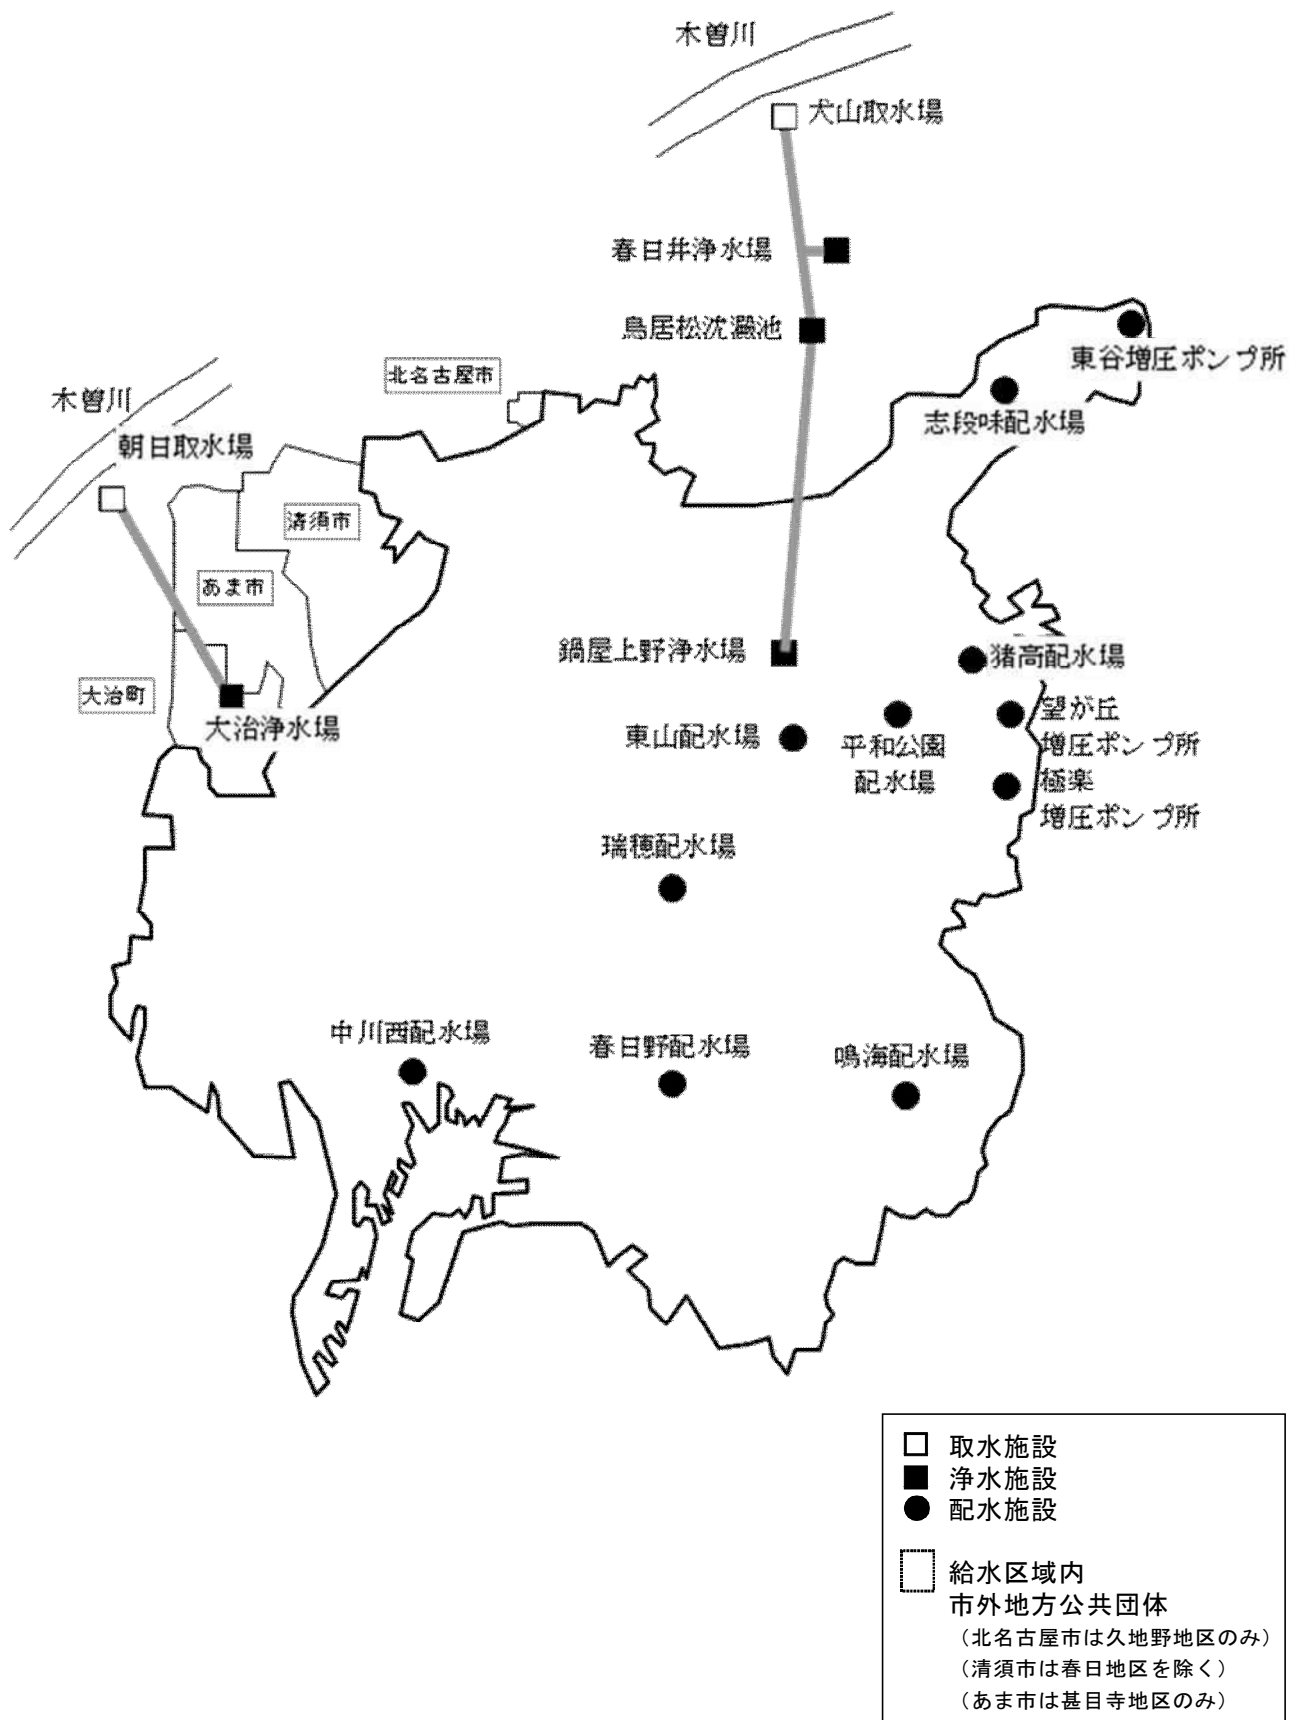 木曽川
犬山取水場
春日井浄水場
鳥居松沈澱池
東谷増圧ポンプ所
北名古屋市
木曽川
志段味配水場
朝日取水場
清須市
あま市
鍋屋上野浄水場
猪高配水場
大治町
大治浄水場
東山配水場
平和公園
配水場
望が丘
増圧ポンプ所
極楽
増圧ポンプ所
瑞穂配水場
中川西配水場
春日野配水場
鳴海配水場
取水施設
浄水施設
配水施設
給水区域内
市外地方公共団体
（北名古屋市は久地野地区のみ）
（清須市は春日地区を除く）
（あま市は甚目寺地区のみ）